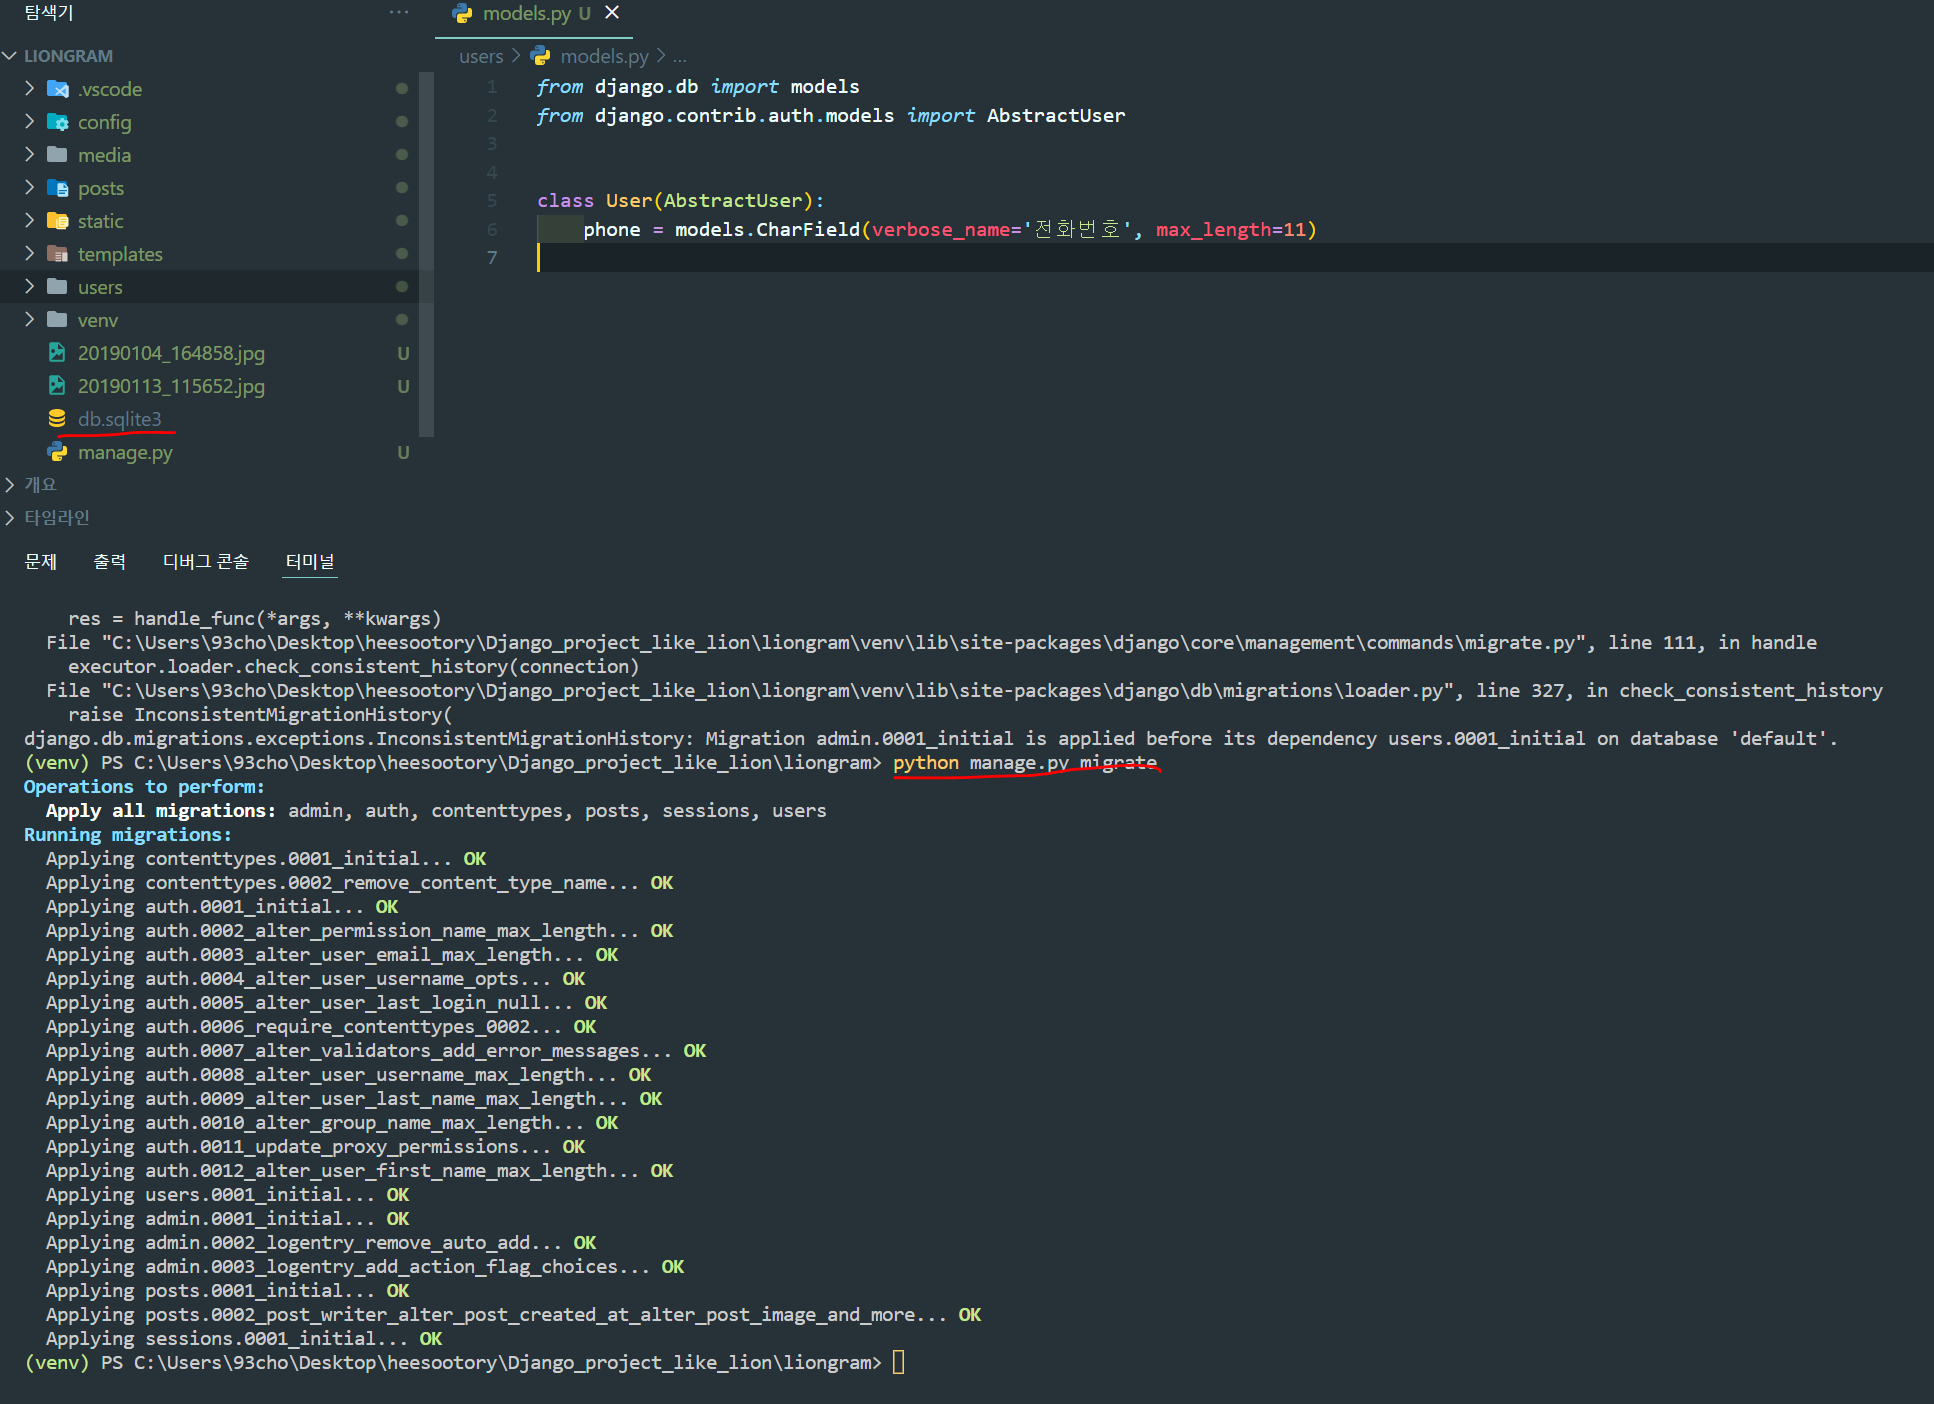 탐색기 ···
LIONGRAM
.vscode
config
media
posts
static
templates
users
venv
20190104_164858.jpg U
20190113_115652.jpg U
db.sqlite3
manage.py U
개요
타임라인
models.py U ×
users > models.py > ...
1 from django.db import models
2 from django.contrib.auth.models import AbstractUser
3
4
5 class User(AbstractUser):
6 phone = models.CharField(verbose_name='전화번호', max_length=11)
7
문제 출력 디버그 콘솔 터미널
res = handle_func(*args, **kwargs)
File "C:\Users\93cho\Desktop\heesootory\Django_project_like_lion\liongram\venv\lib\site-packages\django\core\management\commands\migrate.py", line 111, in handle
executor.loader.check_consistent_history(connection)
File "C:\Users\93cho\Desktop\heesootory\Django_project_like_lion\liongram\venv\lib\site-packages\django\db\migrations\loader.py", line 327, in check_consistent_history
raise InconsistentMigrationHistory(
django.db.migrations.exceptions.InconsistentMigrationHistory: Migration admin.0001_initial is applied before its dependency users.0001_initial on database 'default'.
(venv) PS C:\Users\93cho\Desktop\heesootory\Django_project_like_lion\liongram> python manage.py migrate
Operations to perform:
Apply all migrations: admin, auth, contenttypes, posts, sessions, users
Running migrations:
Applying contenttypes.0001_initial... OK
Applying contenttypes.0002_remove_content_type_name... OK
Applying auth.0001_initial... OK
Applying auth.0002_alter_permission_name_max_length... OK
Applying auth.0003_alter_user_email_max_length... OK
Applying auth.0004_alter_user_username_opts... OK
Applying auth.0005_alter_user_last_login_null... OK
Applying auth.0006_require_contenttypes_0002... OK
Applying auth.0007_alter_validators_add_error_messages... OK
Applying auth.0008_alter_user_username_max_length... OK
Applying auth.0009_alter_user_last_name_max_length... OK
Applying auth.0010_alter_group_name_max_length... OK
Applying auth.0011_update_proxy_permissions... OK
Applying auth.0012_alter_user_first_name_max_length... OK
Applying users.0001_initial... OK
Applying admin.0001_initial... OK
Applying admin.0002_logentry_remove_auto_add... OK
Applying admin.0003_logentry_add_action_flag_choices... OK
Applying posts.0001_initial... OK
Applying posts.0002_post_writer_alter_post_created_at_alter_post_image_and_more... OK
Applying sessions.0001_initial... OK
(venv) PS C:\Users\93cho\Desktop\heesootory\Django_project_like_lion\liongram>